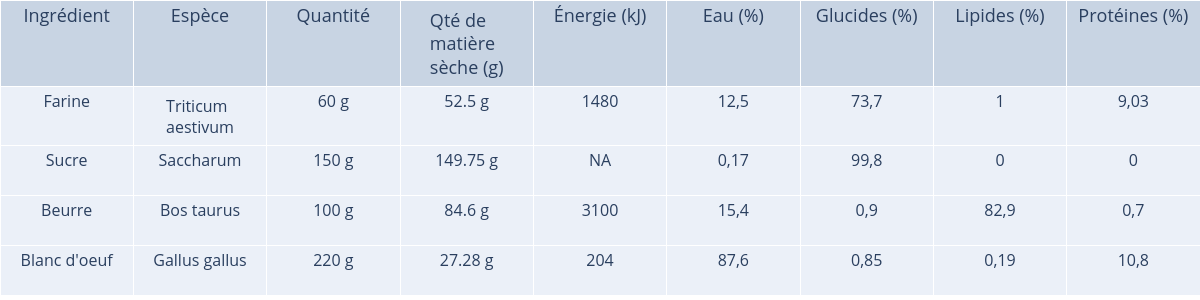 Ingrédient Espèce Quantité Qté de matière sèche (g) Énergie (kJ) Eau (%) Glucides (%) Lipides (%) Protéines (%)
Farine Triticum aestivum 60 g 52.5 g 1480 12,5 73,7 1 9,03
Sucre Saccharum 150 g 149.75 g NA 0,17 99,8 0 0
Beurre Bos taurus 100 g 84.6 g 3100 15,4 0,9 82,9 0,7
Blanc d'oeuf Gallus gallus 220 g 27.28 g 204 87,6 0,85 0,19 10,8